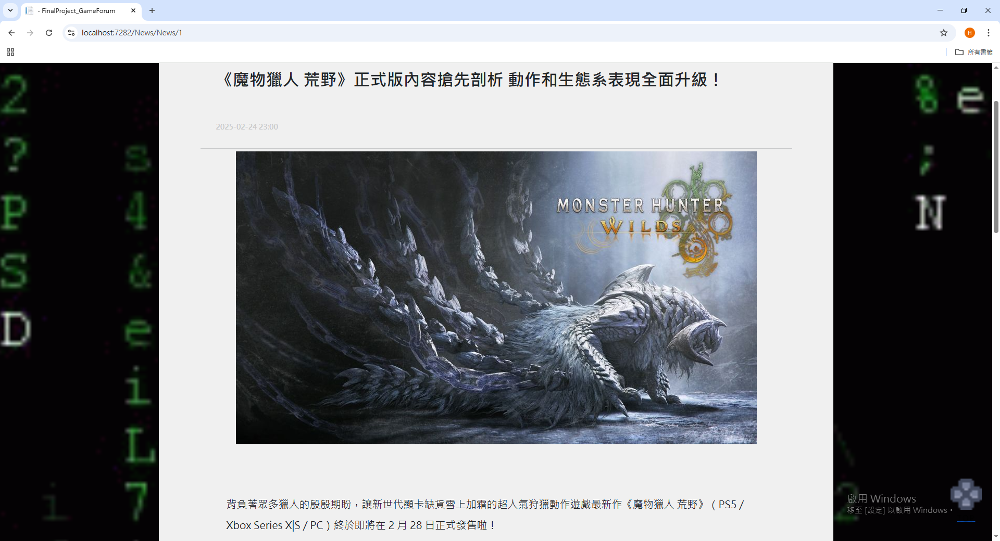 - FinalProject_GameForum
localhost:7282/News/News/1
H
所有書籤
《魔物獵人 荒野》正式版內容搶先剖析 動作和生態系表現全面升級！
2025-02-24 23:00
MONSTER HUNTER
WILDS
背負著眾多獵人的殷殷期盼，讓新世代顯卡缺貨雪上加霜的超人氣狩獵動作遊戲最新作《魔物獵人 荒野》（PS5 /
Xbox Series X|S / PC）終於即將在 2 月 28 日正式發售啦！
啟用 Windows
移至 [設定] 以啟用 Windows。
2
?
P
S
D
s
4
&
e
i
L
7
i
8
e
;
N
2